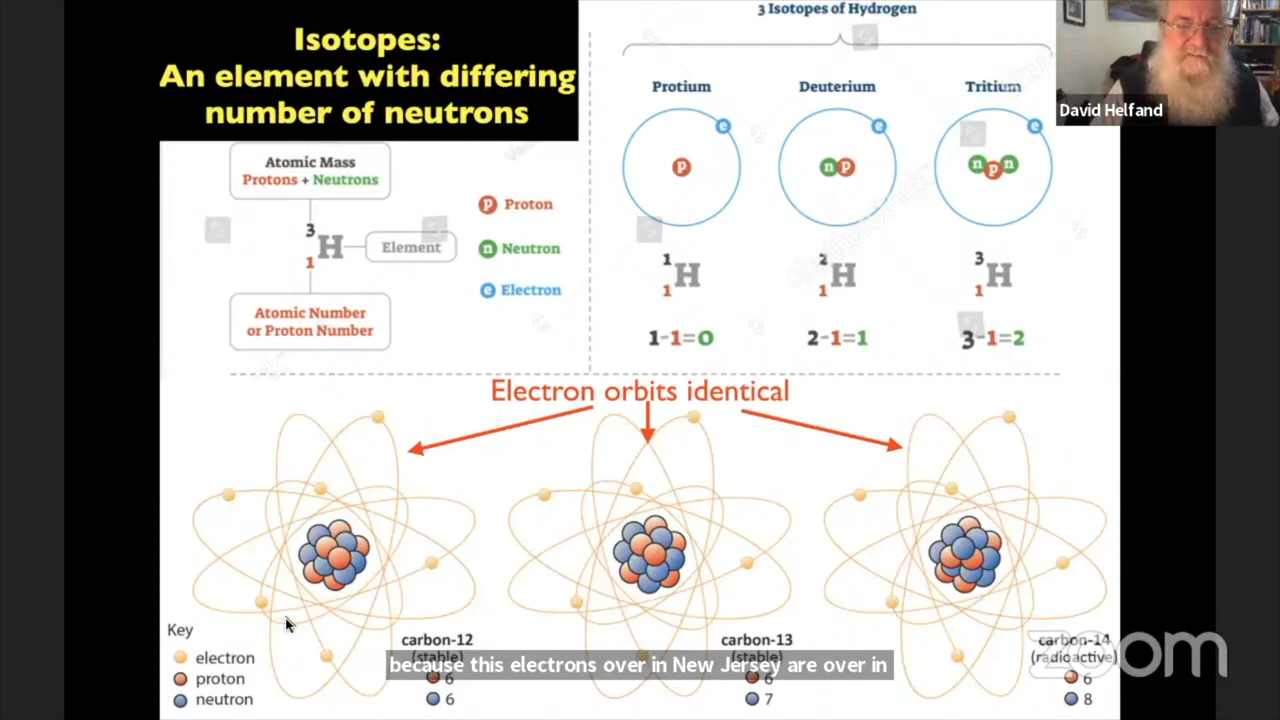 Isotopes:
An element with differing
number of neutrons
3 Isotopes of Hydrogen
David Helfand
Protium
Deuterium
Tritium
e
e
e
p
n p
n p n
Atomic Mass
Protons + Neutrons
3
H
1
Element
Atomic Number
or Proton Number
p Proton
n Neutron
e Electron
1
H
1
2
H
1
3
H
1
1-1=0
2-1=1
3-1=2
Electron orbits identical
Key
electron
proton
neutron
carbon-12
(stable)
6
6
carbon-13
(stable)
6
7
carbon-14
(radioactive)
6
8
because this electrons over in New Jersey are over in
zoom